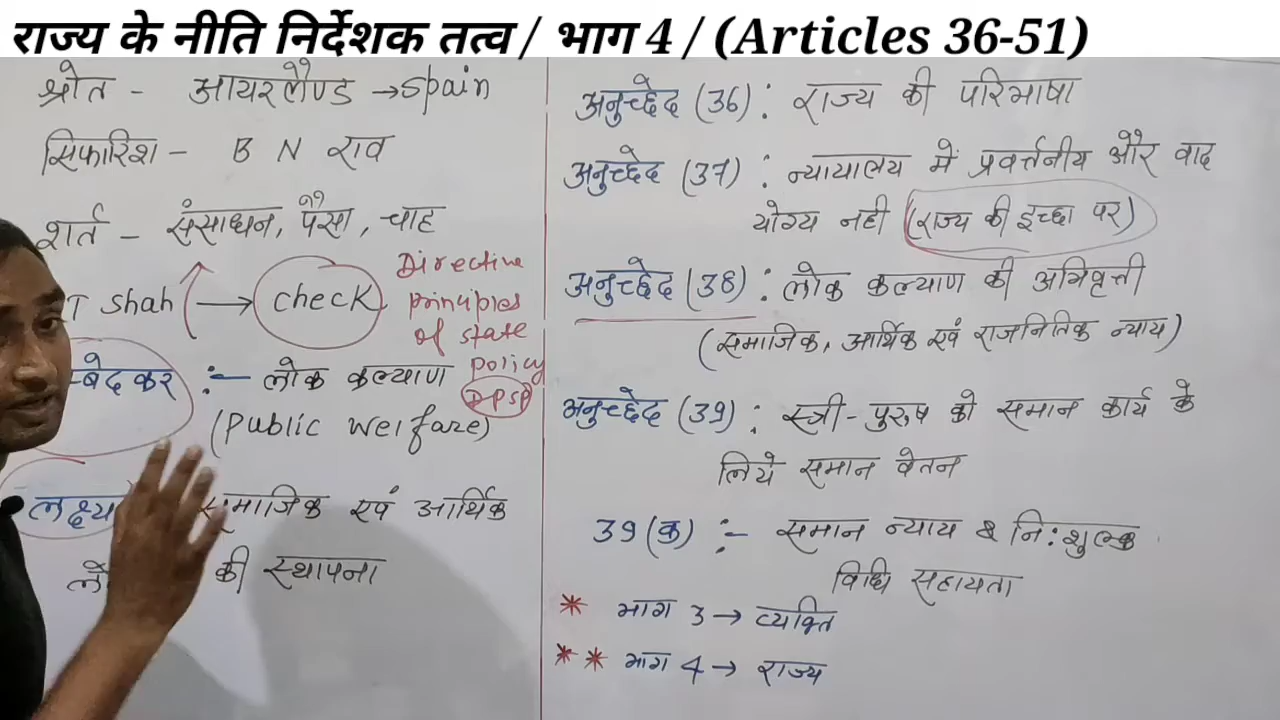 राज्य के नीति निर्देशक तत्व / भाग 4 / (Articles 36-51)
श्रोत - आयरलैण्ड → Spain
सिफारिश - B N राव
शर्त - संसाधन, पैसा, चाह
T Shah → check
Directive
principles
of state
policy
DPSP
बेदकर :- लोक कल्याण
(Public Welfare)
लक्ष्य समाजिक एवं आर्थिक
की स्थापना
अनुच्छेद (36) : राज्य की परिभाषा
अनुच्छेद (37) : न्यायालय में प्रवर्त्तनीय और वाद
योग्य नही (राज्य की इच्छा पर)
अनुच्छेद (38) : लोक कल्याण की अभिवृत्ती
(समाजिक, आर्थिक एवं राजनितिक न्याय)
अनुच्छेद (39) : स्त्री-पुरुष को समान कार्य के
लिये समान वेतन
39 (क) :- समान न्याय & नि:शुल्क
विधि सहायता
* भाग 3 → व्यक्ति
** भाग 4 → राज्य